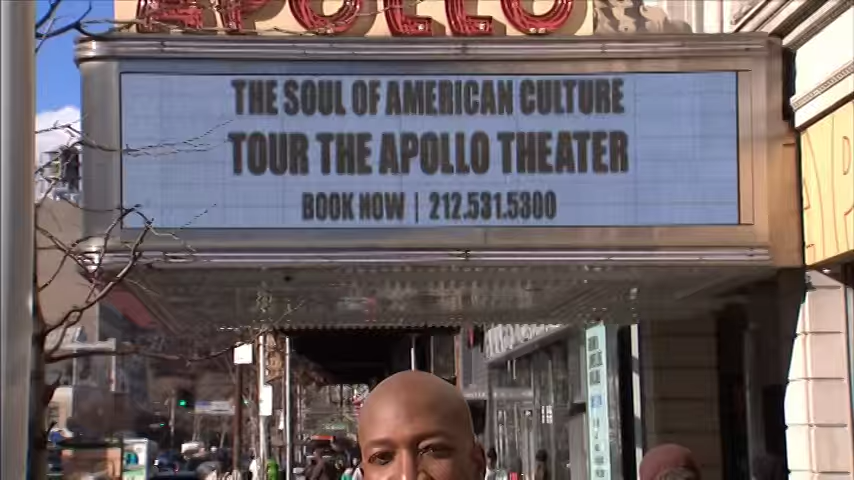 APOLLO
THE SOUL OF AMERICAN CULTURE
TOUR THE APOLLO THEATER
BOOK NOW | 212.531.5300